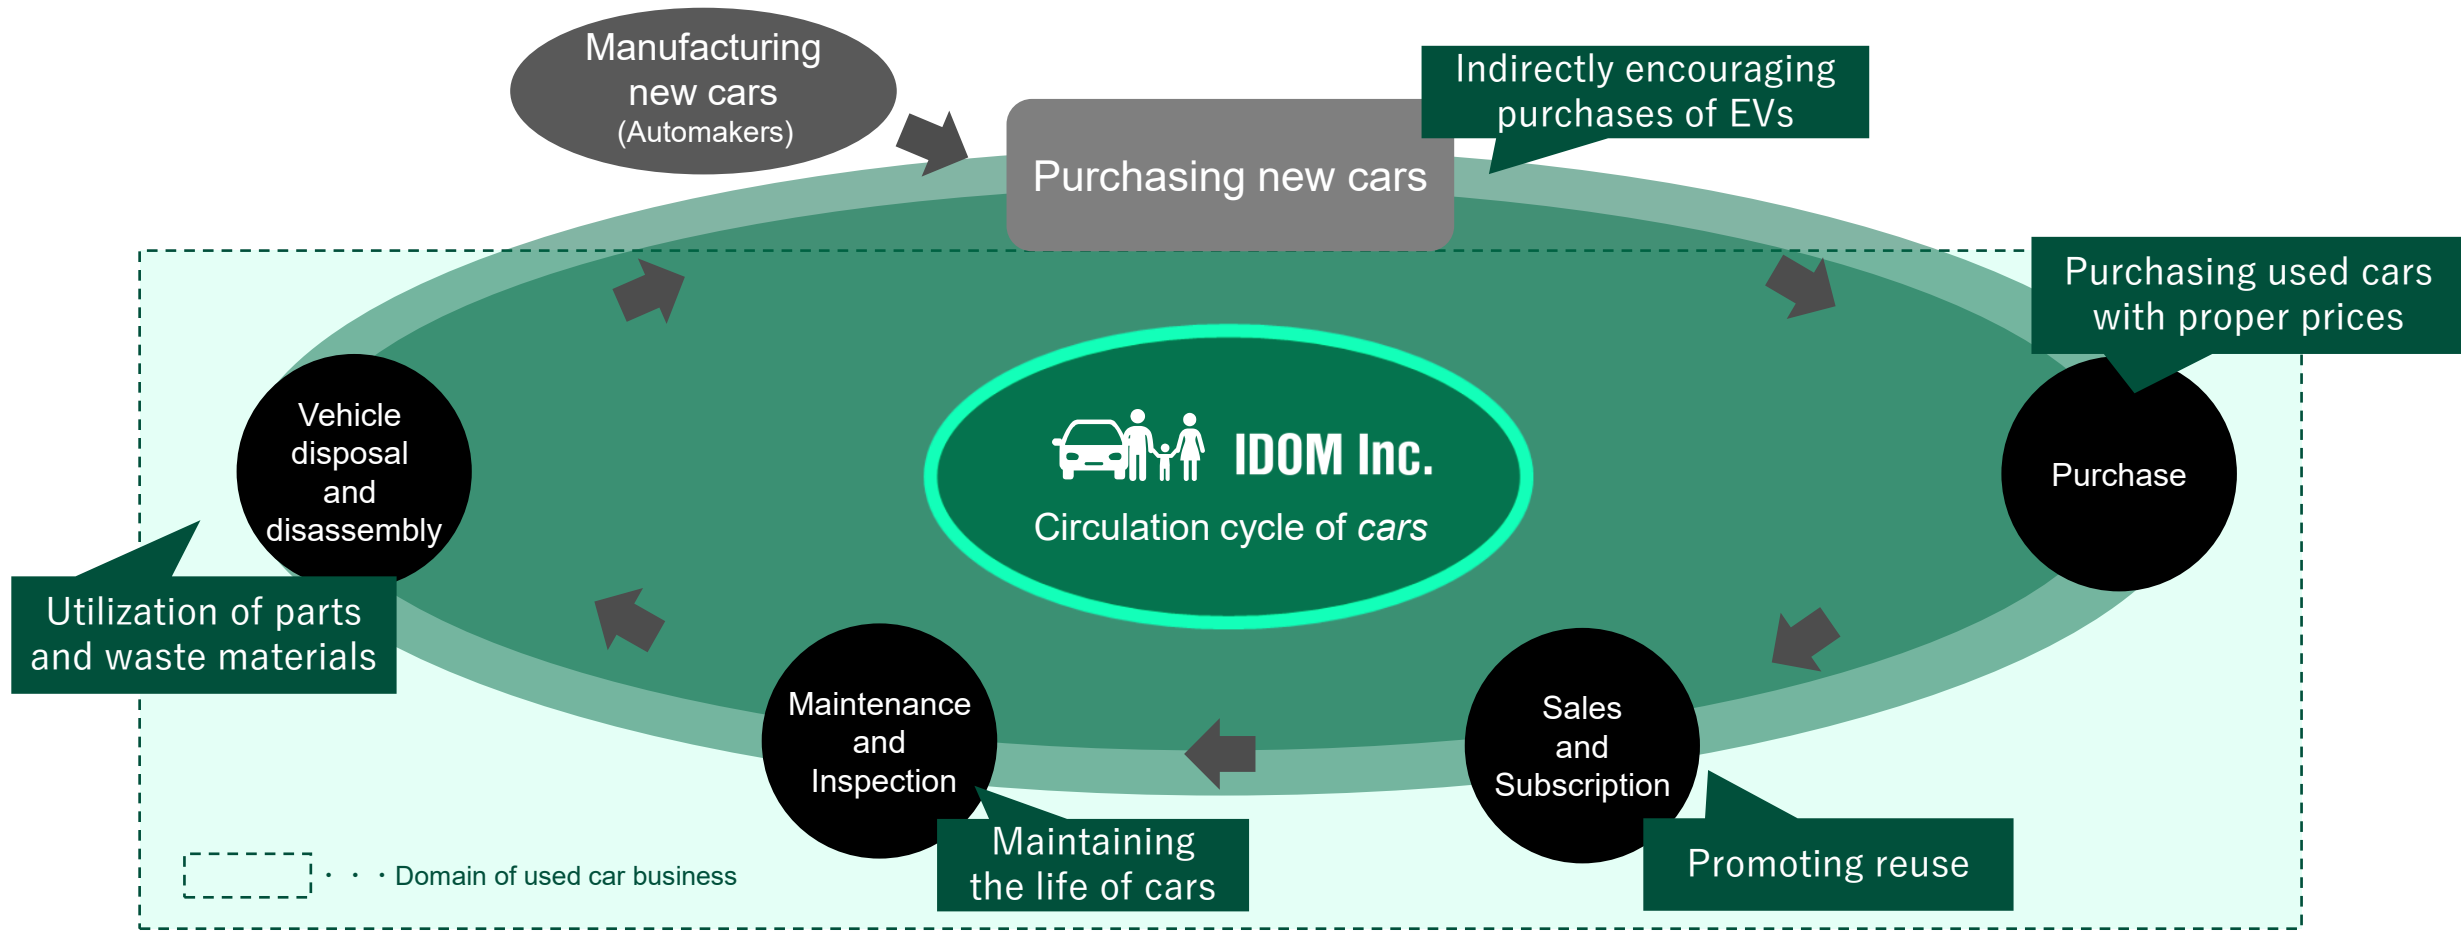 Manufacturing
new cars
(Automakers)
Indirectly encouraging
purchases of EVs
Purchasing new cars
Purchasing used cars
with proper prices
Vehicle
disposal
and
disassembly
IDOM Inc.
Circulation cycle of cars
Purchase
Utilization of parts
and waste materials
Maintenance
and
Inspection
Sales
and
Subscription
Maintaining
the life of cars
Promoting reuse
・・・Domain of used car business